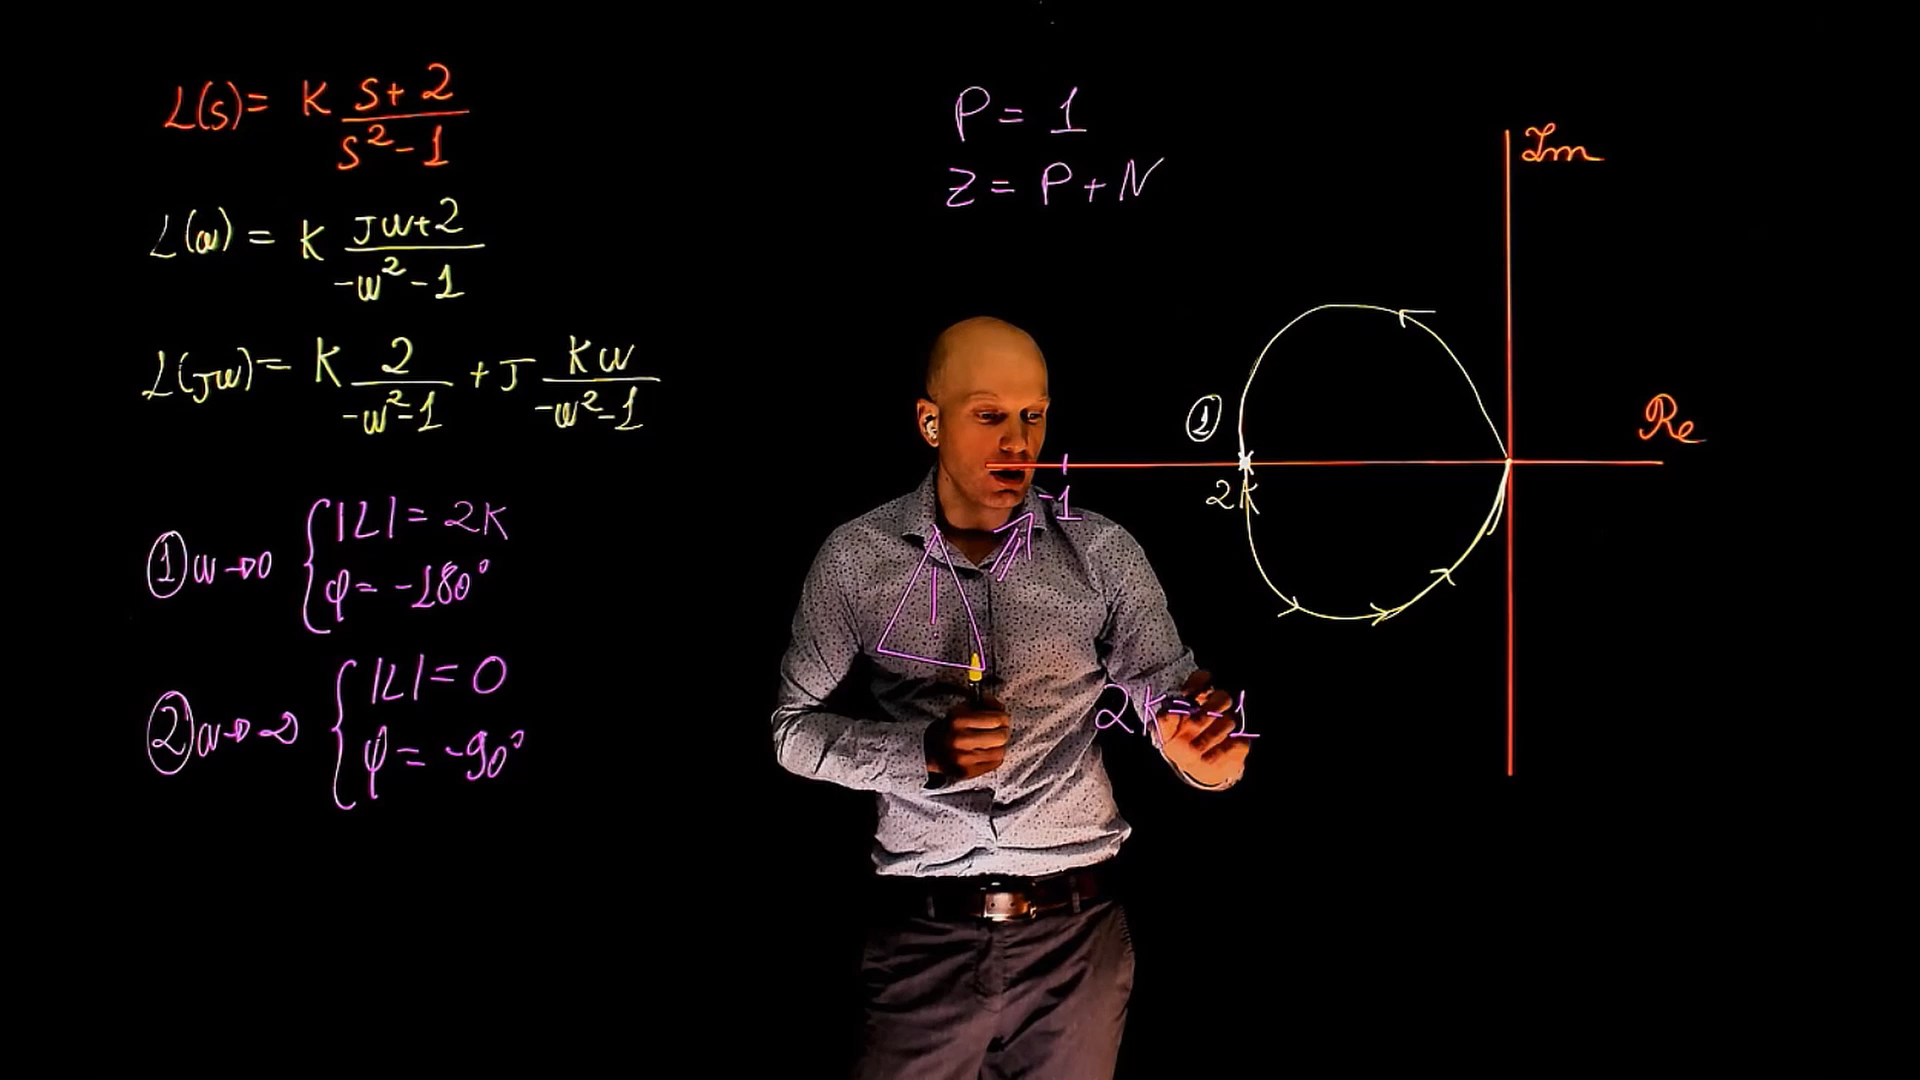 L(s) = K (s+2)/(s²-1)
L(ω) = K (Jω+2)/(-ω²-1)
L(Jω) = K 2/(-ω²-1) + J Kω/(-ω²-1)
① ω→0 { |L| = 2K
φ = -180°
② ω→∞ { |L| = 0
φ = -90°
P = 1
Z = P + N
Im
Re
①
2K
-1
2K = -1